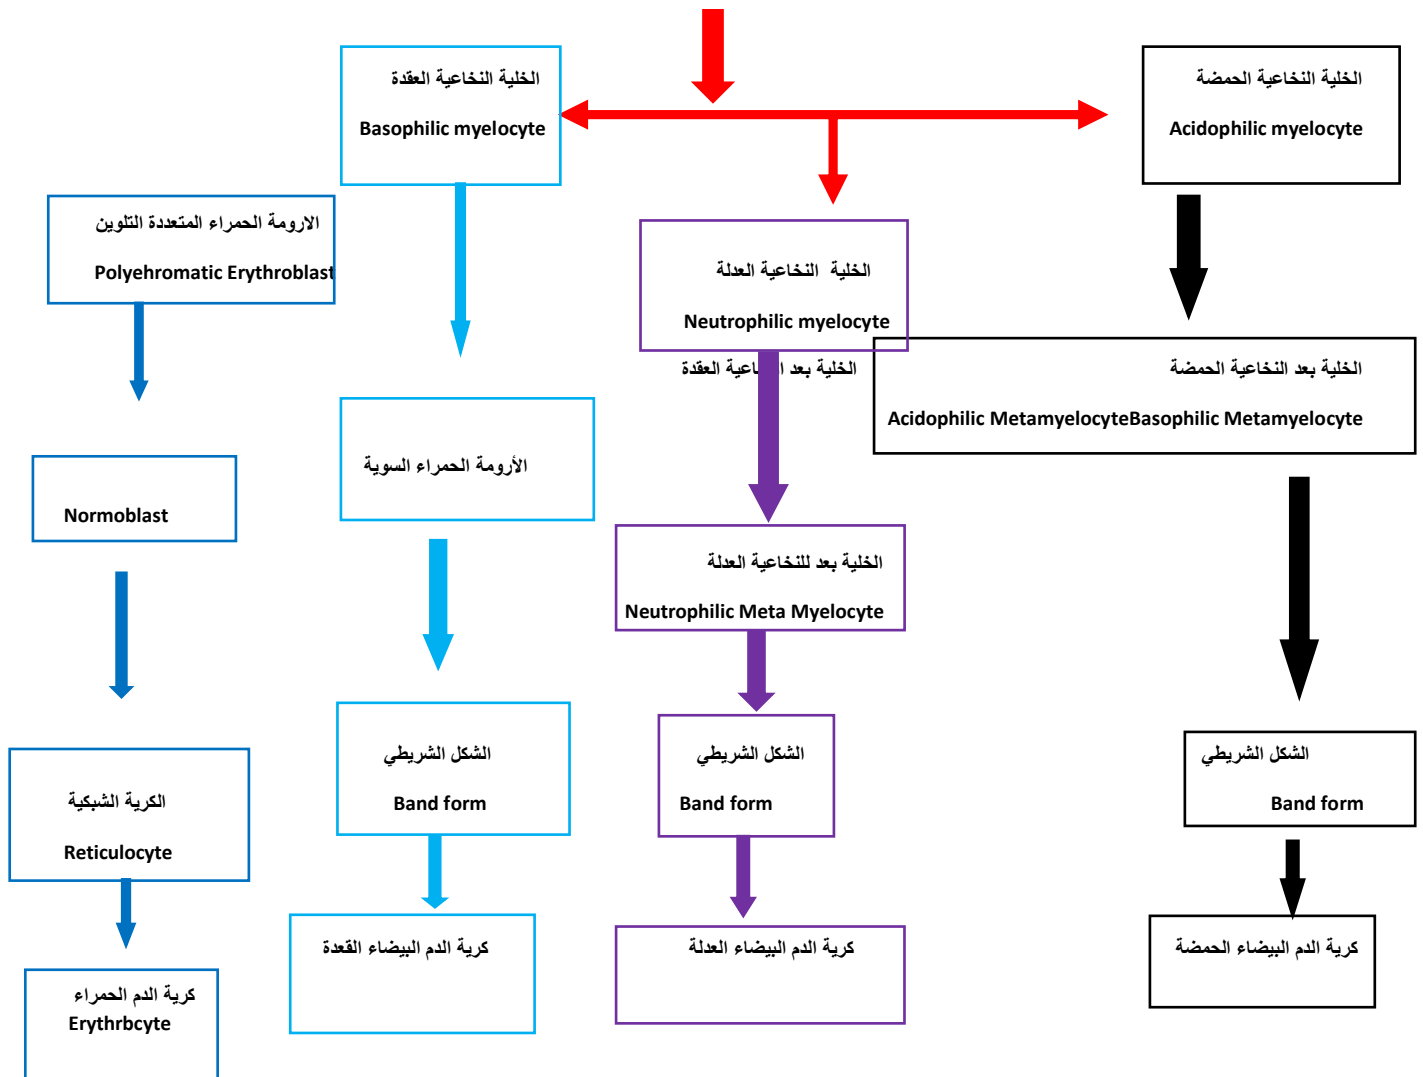 الخلية النخاعية العقدة
Basophilic myelocyte
الخلية النخاعية الحمضة
Acidophilic myelocyte
الارومة الحمراء المتعددة التلوين
Polyehromatic Erythroblast
الخلية النخاعية العدلة
Neutrophilic myelocyte
الخلية بعد النخاعية الحمضة
الخلية بعد العقدة
Acidophilic MetamyelocyteBasophilic Metamyelocyte
الأرومة الحمراء السوية
Normoblast
الخلية بعد للنخاعية العدلة
Neutrophilic Meta Myelocyte
الشكل الشريطي
Band form
الشكل الشريطي
Band form
الشكل الشريطي
Band form
الكرية الشبكية
Reticulocyte
كرية الدم البيضاء القعدة
كرية الدم البيضاء العدلة
كرية الدم البيضاء الحمضة
كرية الدم الحمراء
Erythrbcyte